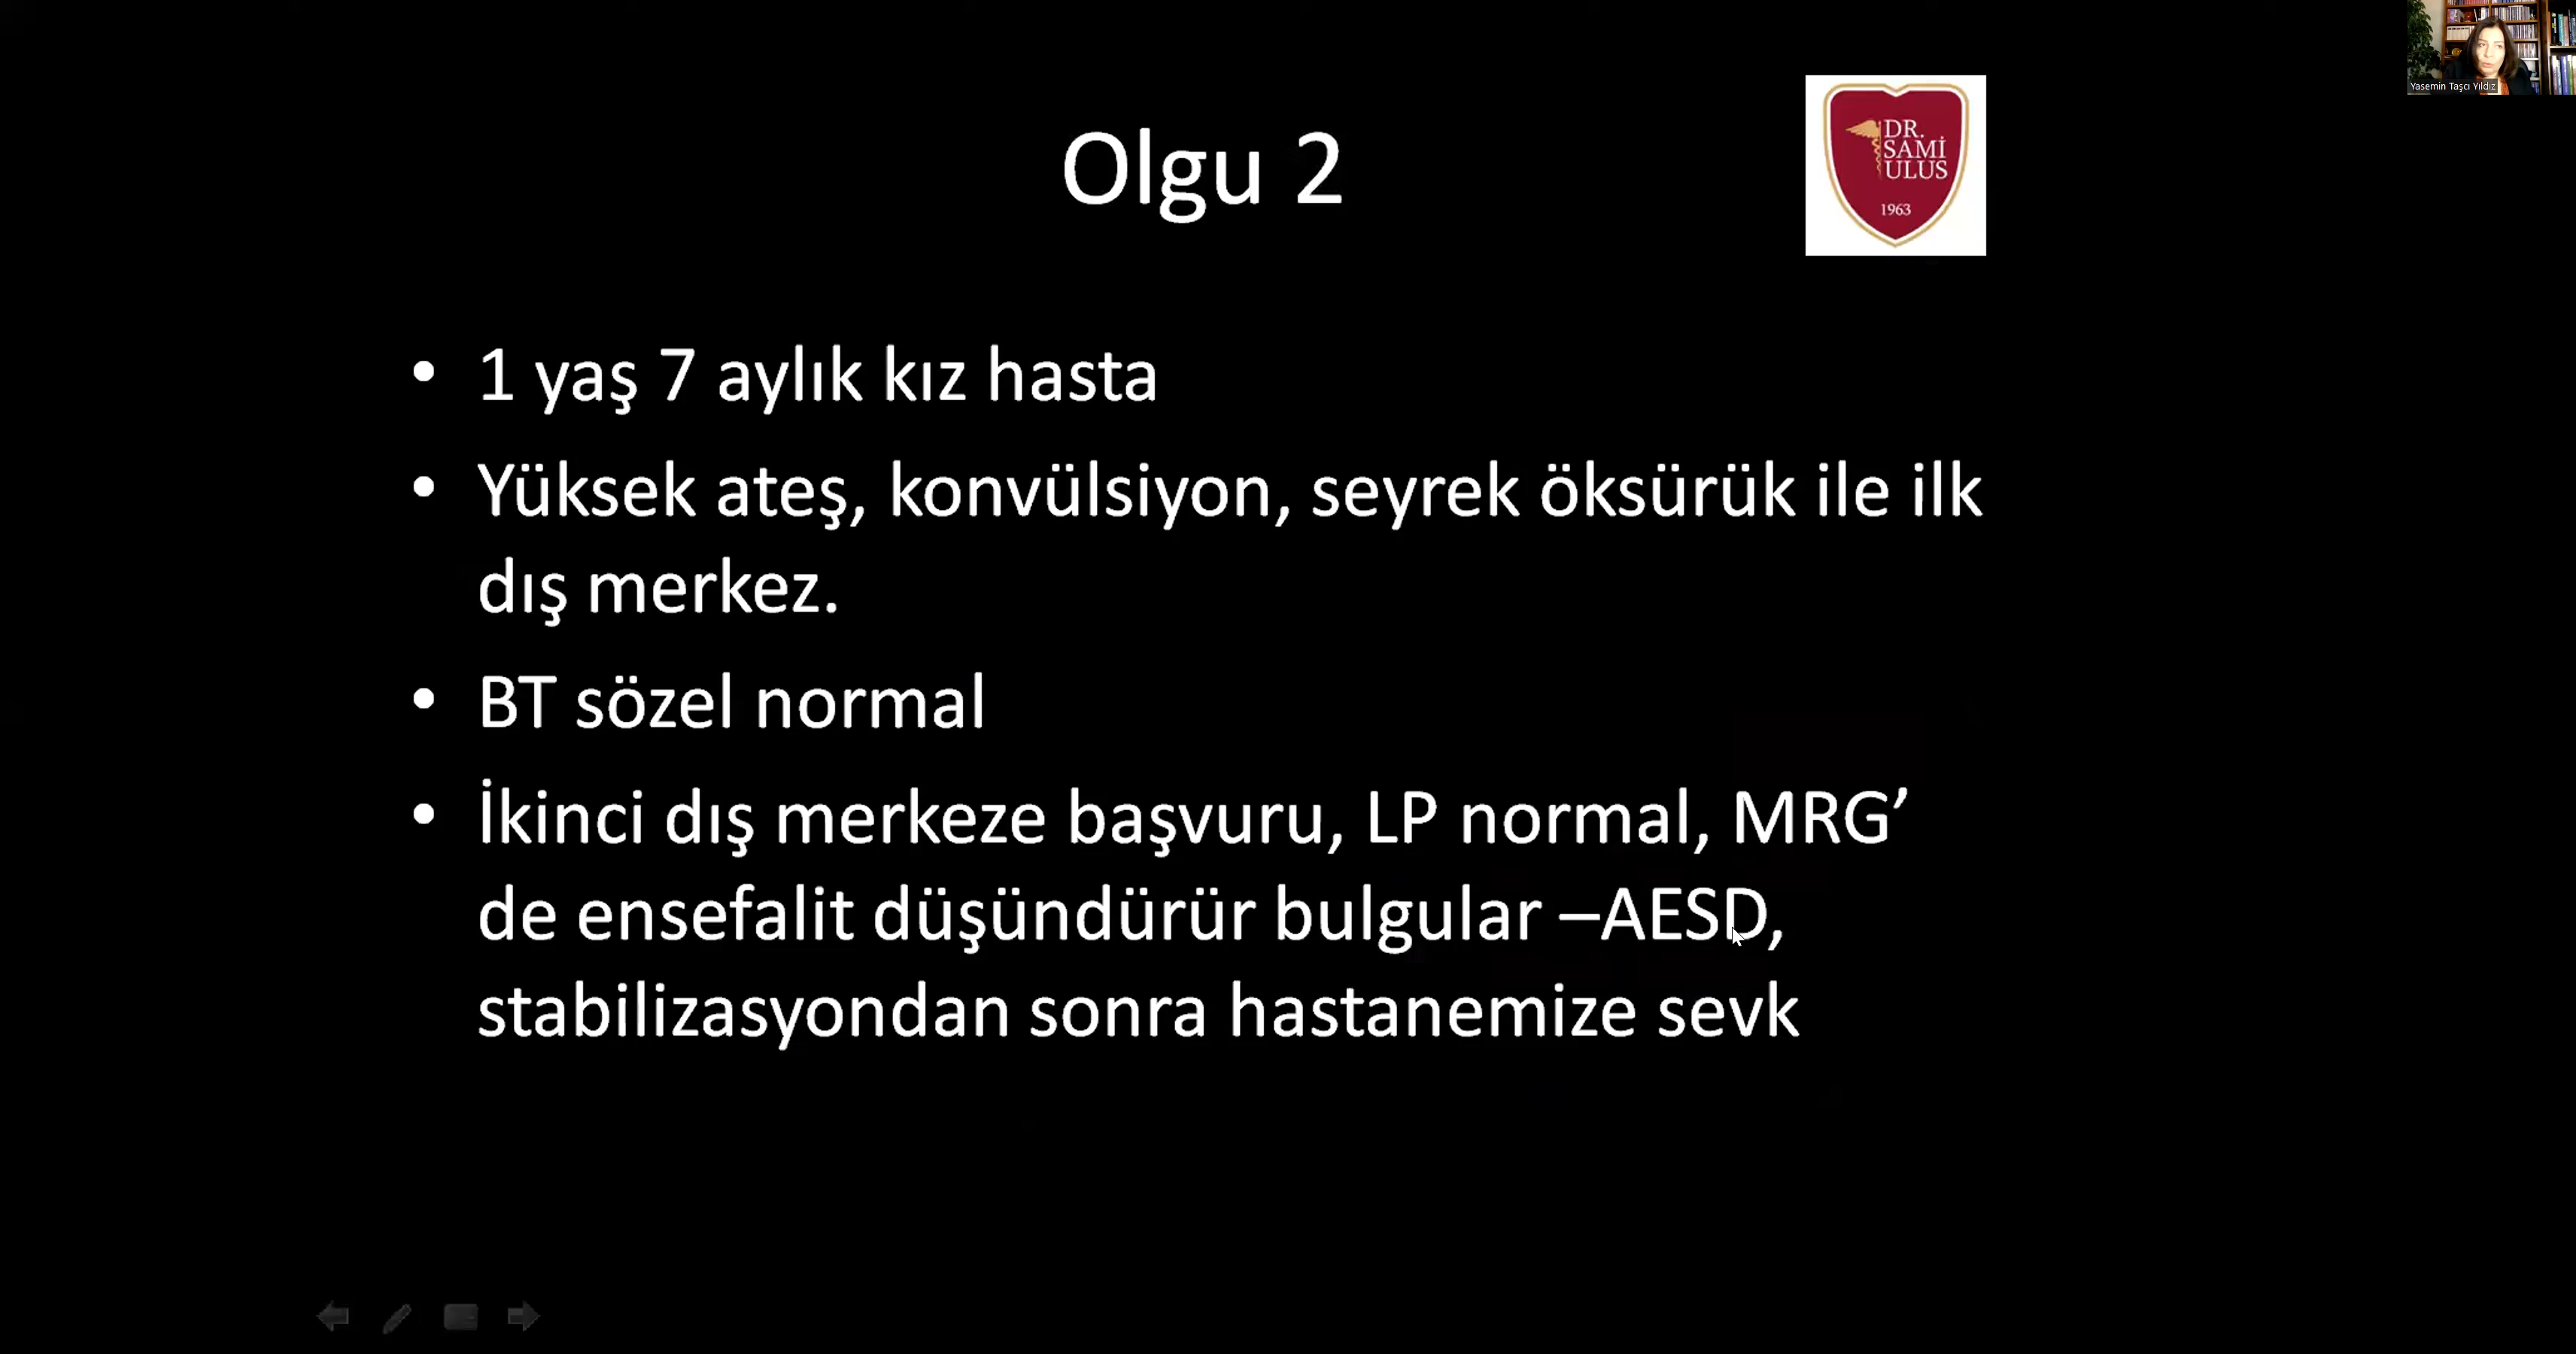 Yasemin Taşcı Yıldız
DR.
SAMİ
ULUS
1963
Olgu 2
• 1 yaş 7 aylık kız hasta
• Yüksek ateş, konvülsiyon, seyrek öksürük ile ilk
dış merkez.
• BT sözel normal
• İkinci dış merkeze başvuru, LP normal, MRG’
de ensefalit düşündürür bulgular –AESD,
stabilizasyondan sonra hastanemize sevk